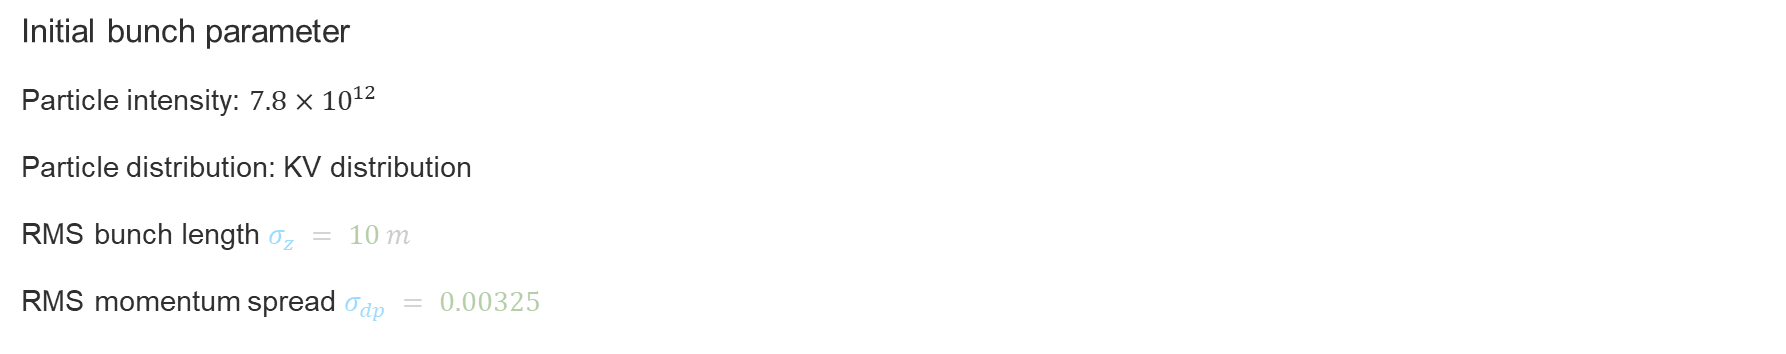 Initial bunch parameter
Particle intensity: 7.8 × 10¹²
Particle distribution: KV distribution
RMS bunch length σ_z = 10 m
RMS momentum spread σ_dp = 0.00325